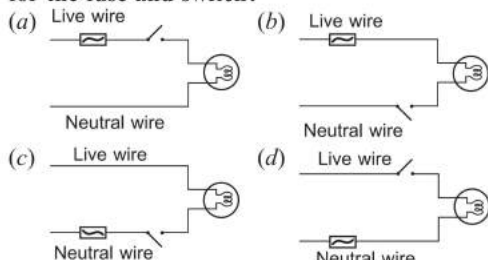 for the fuse and switch?
(a) Live wire
Neutral wire
(b)
Live wire
Neutral wire
(c) Live wire
Neutral wire
(d) Live wire
Neutral wire